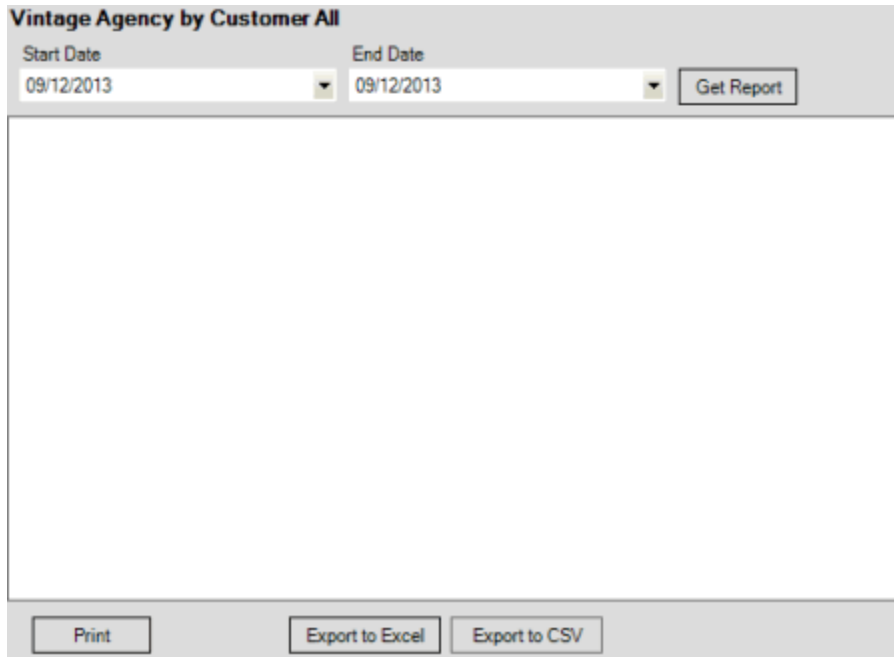 Vintage Agency by Customer All
Start Date End Date
09/12/2013 09/12/2013 Get Report
Print Export to Excel Export to CSV